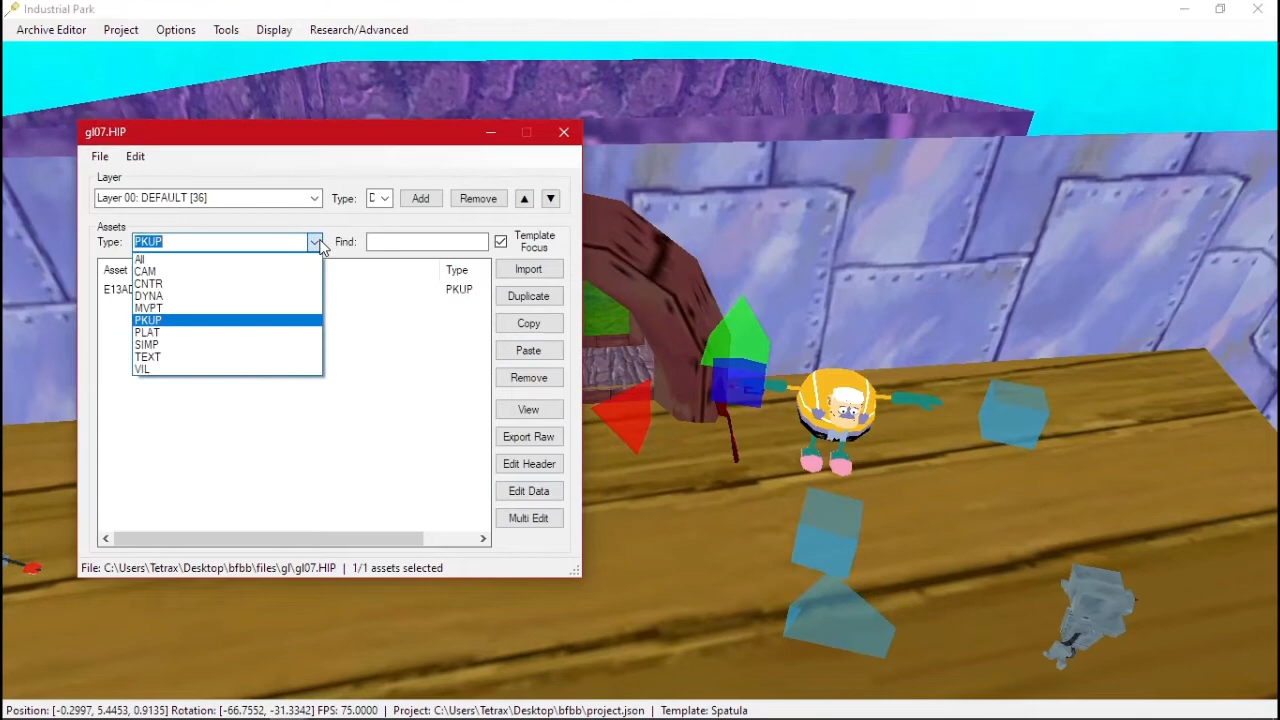 Industrial Park
Archive Editor Project Options Tools Display Research/Advanced
gl07.HIP
File Edit
Layer
Layer 00: DEFAULT [36] Type: Add Remove
Assets
Type: PKUP Find: Template Focus
All
CAM
CNTR
DYNA
MVPT
PKUP
PLAT
SIMP
TEXT
VIL
Asset Type
E13AD PKUP
Import
Duplicate
Copy
Paste
Remove
View
Export Raw
Edit Header
Edit Data
Multi Edit
File: C:\Users\Tetrax\Desktop\bfbb\files\gl\gl07.HIP | 1/1 assets selected
Position: [-0.2997, 5.4453, 0.9135] Rotation: [-66.7552, -31.3342] FPS: 75.0000 | Project: C:\Users\Tetrax\Desktop\bfbb\project.json | Template: Spatula